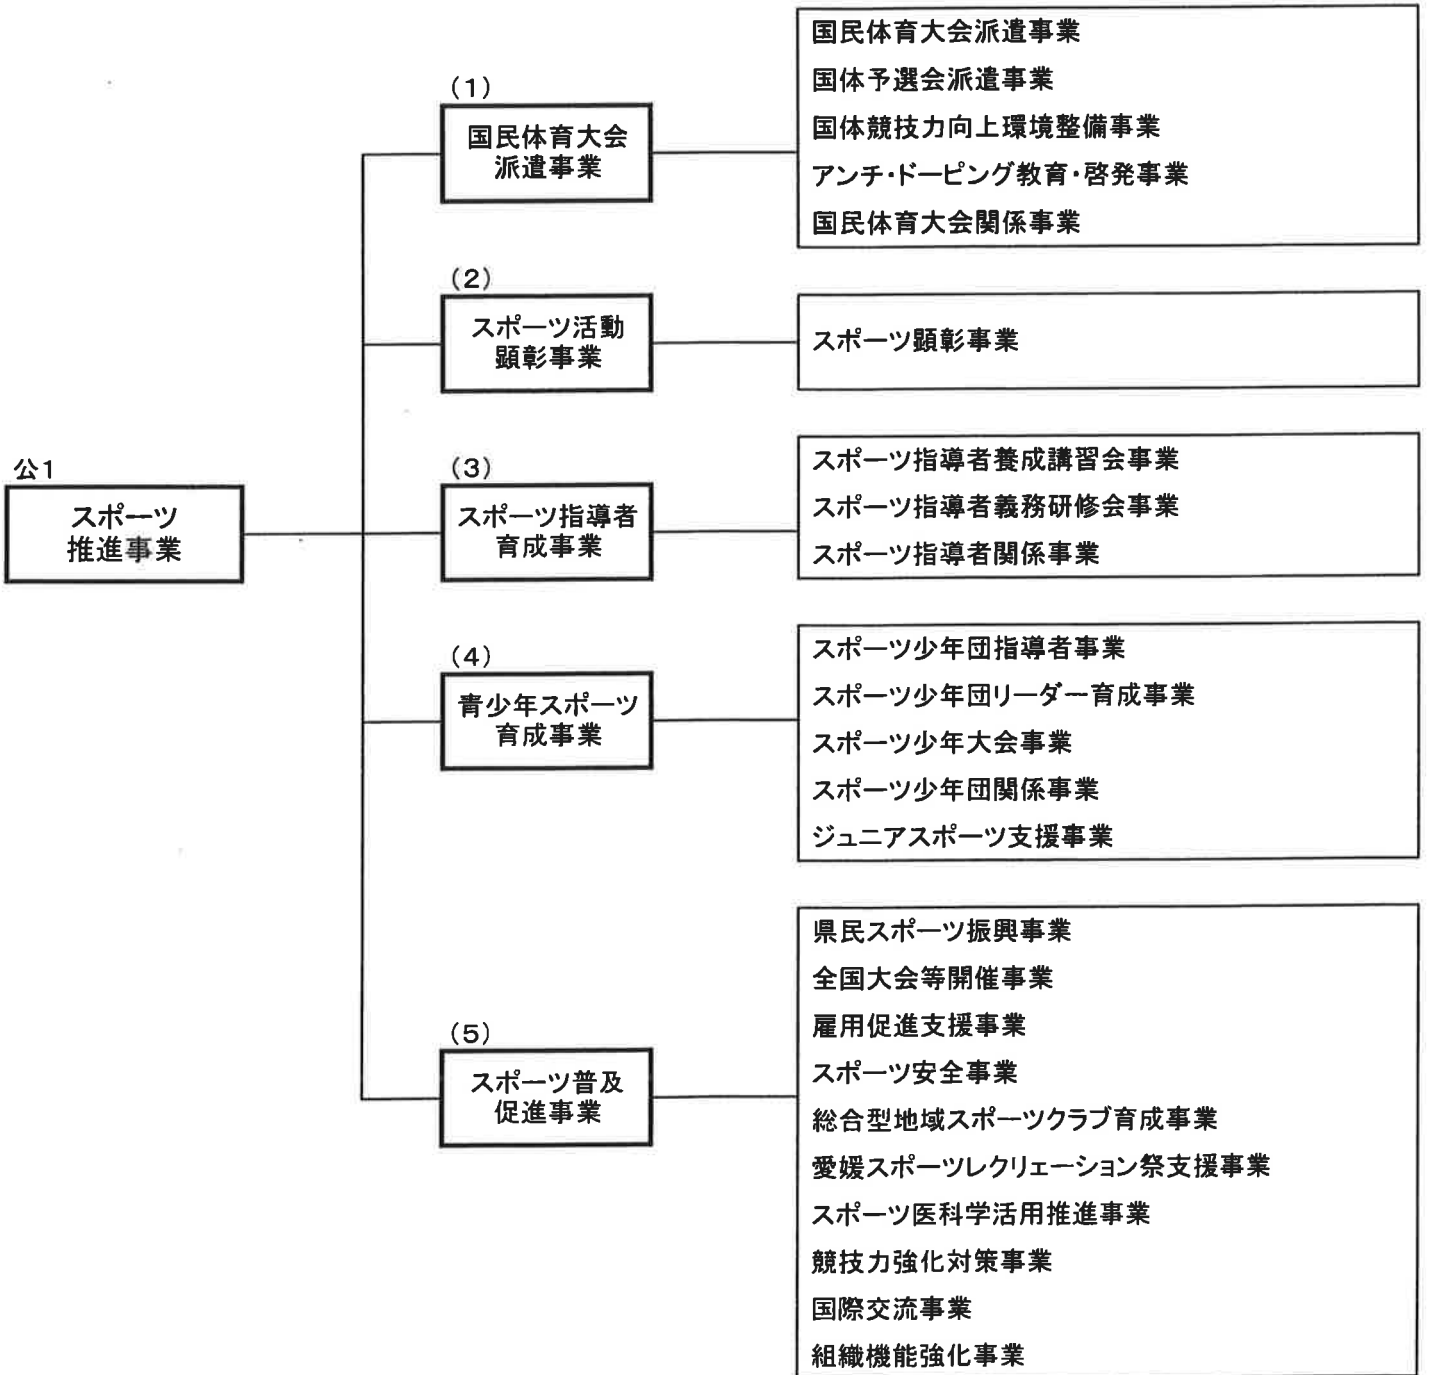 公1
スポーツ
推進事業
(1)
国民体育大会
派遣事業
国民体育大会派遣事業
国体予選会派遣事業
国体競技力向上環境整備事業
アンチ・ドーピング教育・啓発事業
国民体育大会関係事業
(2)
スポーツ活動
顕彰事業
スポーツ顕彰事業
(3)
スポーツ指導者
育成事業
スポーツ指導者養成講習会事業
スポーツ指導者義務研修会事業
スポーツ指導者関係事業
(4)
青少年スポーツ
育成事業
スポーツ少年団指導者事業
スポーツ少年団リーダー育成事業
スポーツ少年大会事業
スポーツ少年団関係事業
ジュニアスポーツ支援事業
(5)
スポーツ普及
促進事業
県民スポーツ振興事業
全国大会等開催事業
雇用促進支援事業
スポーツ安全事業
総合型地域スポーツクラブ育成事業
愛媛スポーツレクリェーション祭支援事業
スポーツ医科学活用推進事業
競技力強化対策事業
国際交流事業
組織機能強化事業